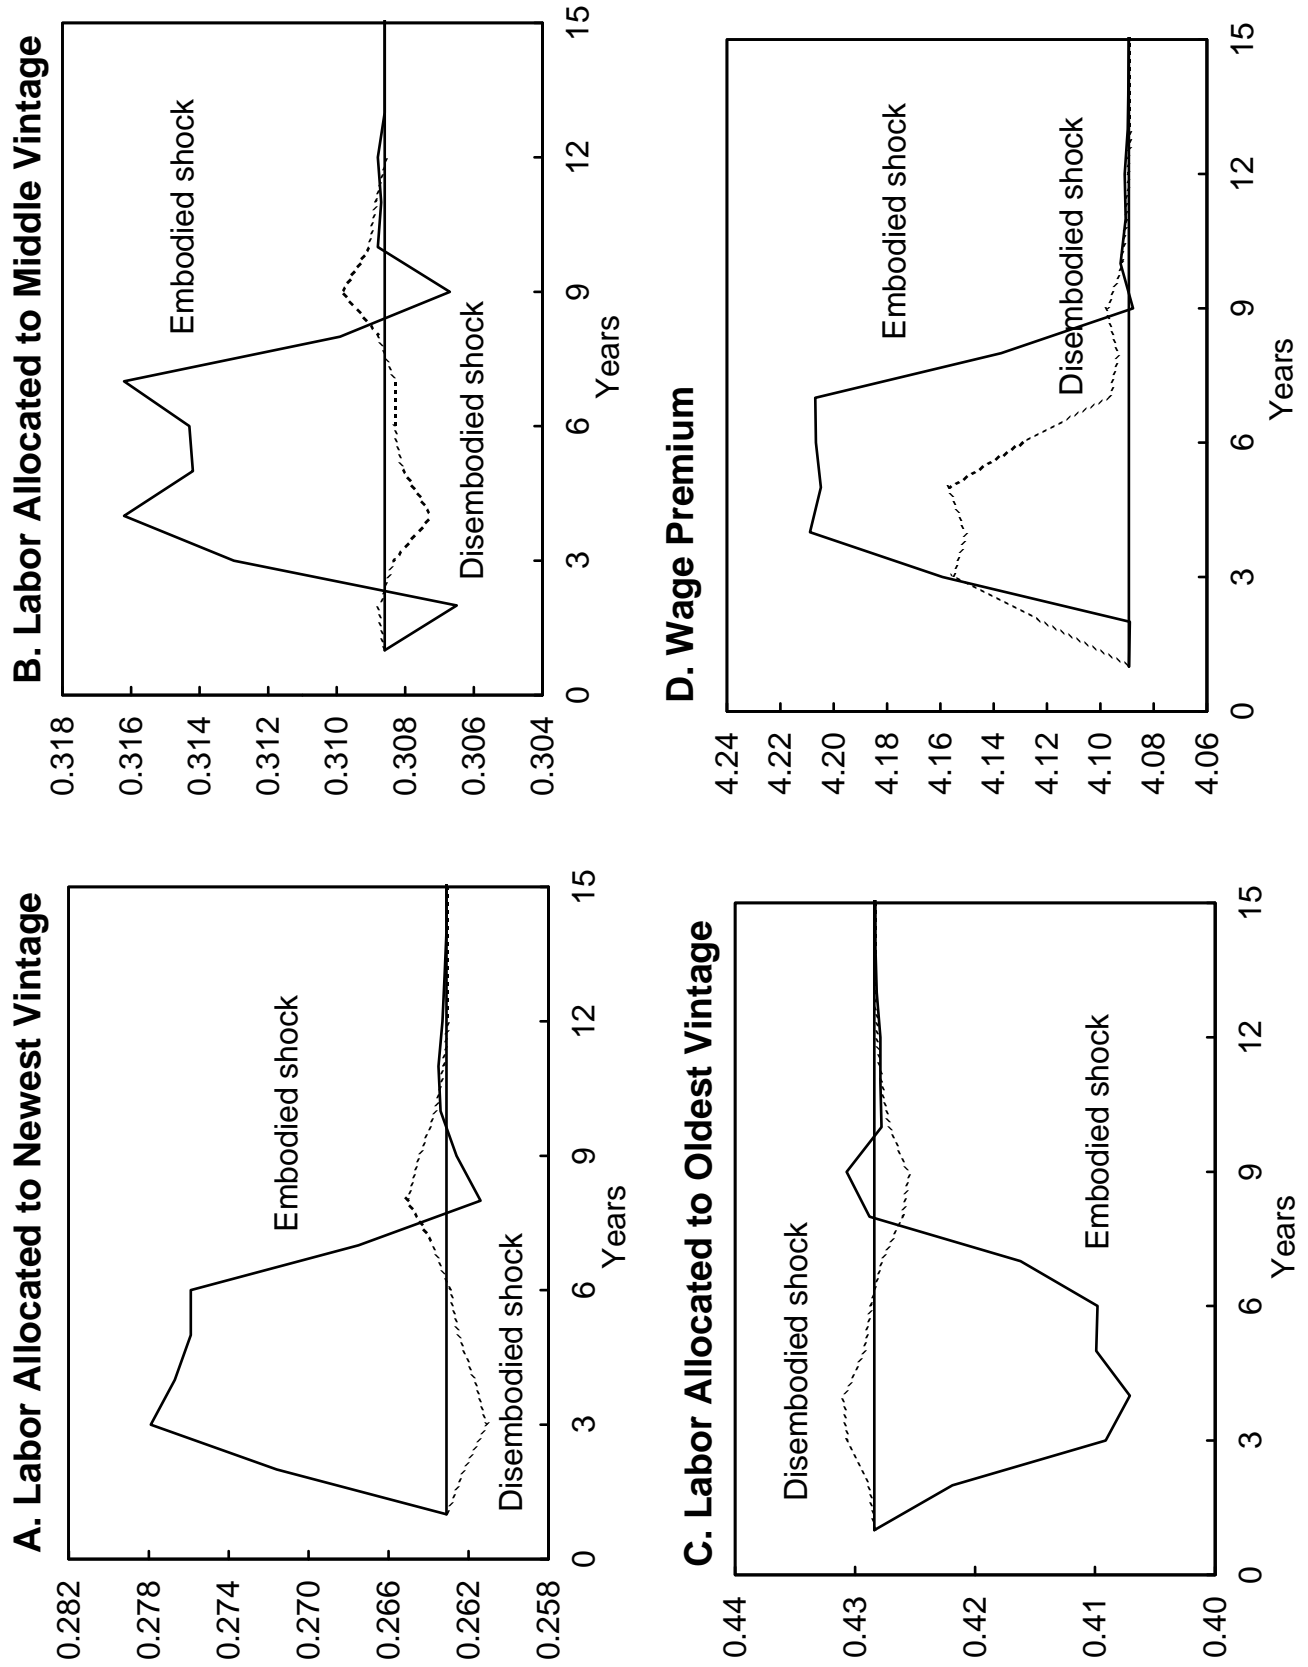 A. Labor Allocated to Newest Vintage
0.282
0.278
0.274
0.270
0.266
0.262
0.258
Embodied shock
Disembodied shock
0 3 6 9 12 15
Years
B. Labor Allocated to Middle Vintage
0.318
0.316
0.314
0.312
0.310
0.308
0.306
0.304
Embodied shock
Disembodied shock
0 3 6 9 12 15
Years
C. Labor Allocated to Oldest Vintage
0.44
0.43
0.42
0.41
0.40
Disembodied shock
Embodied shock
0 3 6 9 12 15
Years
D. Wage Premium
4.24
4.22
4.20
4.18
4.16
4.14
4.12
4.10
4.08
4.06
Embodied shock
Disembodied shock
0 3 6 9 12 15
Years